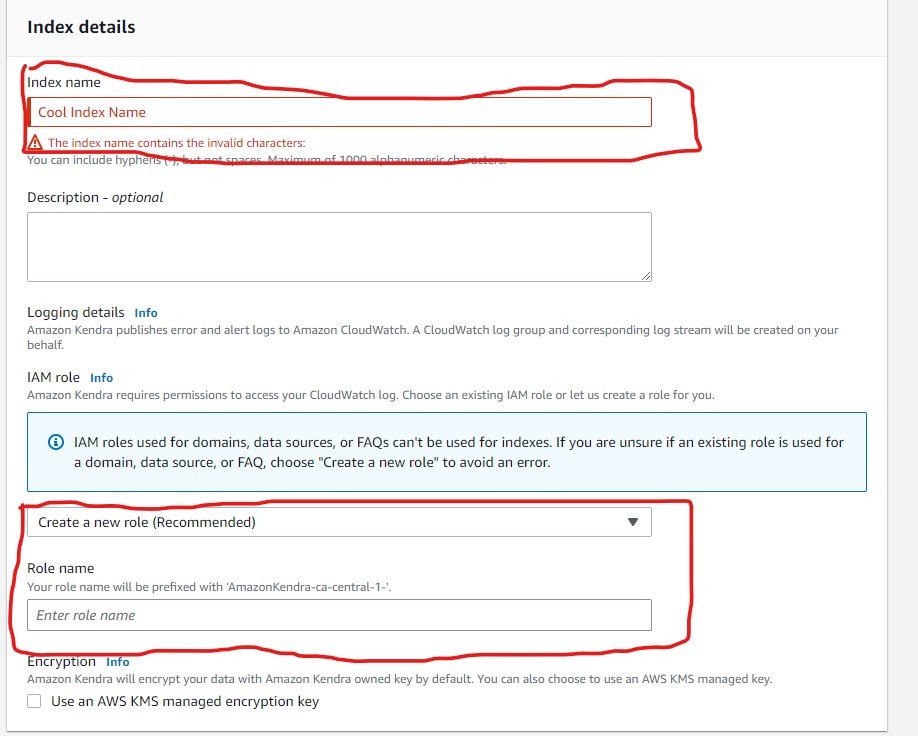 Index details
Index name
Cool Index Name
The index name contains the invalid characters:
You can include hyphens (-), but not spaces. Maximum of 1000 alphanumeric characters.
Description - optional
Logging details Info
Amazon Kendra publishes error and alert logs to Amazon CloudWatch. A CloudWatch log group and corresponding log stream will be created on your
behalf.
IAM role Info
Amazon Kendra requires permissions to access your CloudWatch log. Choose an existing IAM role or let us create a role for you.
IAM roles used for domains, data sources, or FAQs can't be used for indexes. If you are unsure if an existing role is used for
a domain, data source, or FAQ, choose "Create a new role" to avoid an error.
Create a new role (Recommended)
Role name
Your role name will be prefixed with 'AmazonKendra-ca-central-1-'.
Enter role name
Encryption Info
Amazon Kendra will encrypt your data with Amazon Kendra owned key by default. You can also choose to use an AWS KMS managed key.
Use an AWS KMS managed encryption key